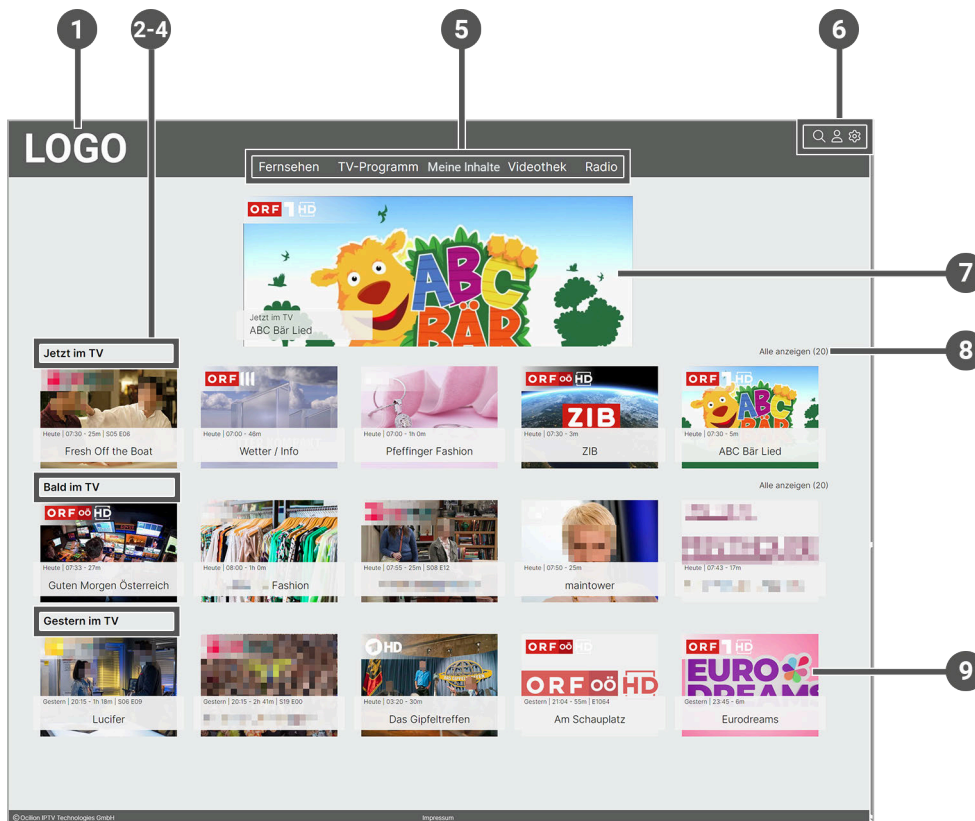 1
2-4
5
6
LOGO
Fernsehen TV-Programm Meine Inhalte Videothek Radio
ORF 1 HD
ABC
BÄR
Jetzt im TV
ABC Bär Lied
7
Jetzt im TV
Alle anzeigen (20)
8
Heute | 07:30 - 25m | S05 E06
Fresh Off the Boat
ORF III
Heute | 07:00 - 46m
Wetter / Info
Heute | 07:00 - 1h 0m
Pfeffinger Fashion
ORF oö HD
ZIB
Heute | 07:30 - 3m
ZIB
ORF 1 HD
ABC
Heute | 07:30 - 5m
ABC Bär Lied
Bald im TV
Alle anzeigen (20)
ORF oö HD
Heute | 07:33 - 27m
Guten Morgen Österreich
Heute | 08:00 - 1h 0m
Fashion
Heute | 07:55 - 25m | S08 E12
Heute | 07:50 - 25m
maintower
Heute | 07:43 - 17m
Gestern im TV
Gestern | 20:15 - 1h 18m | S06 E09
Lucifer
Gestern | 20:15 - 2h 41m | S19 E00
HD
Heute | 03:20 - 30m
Das Gipfeltreffen
ORF oö HD
ORF oö HD
Gestern | 21:04 - 55m | E1064
Am Schauplatz
ORF 1 HD
EURO
DREAMS
Gestern | 23:45 - 6m
Eurodreams
9
© Ocilion IPTV Technologies GmbH
Impressum